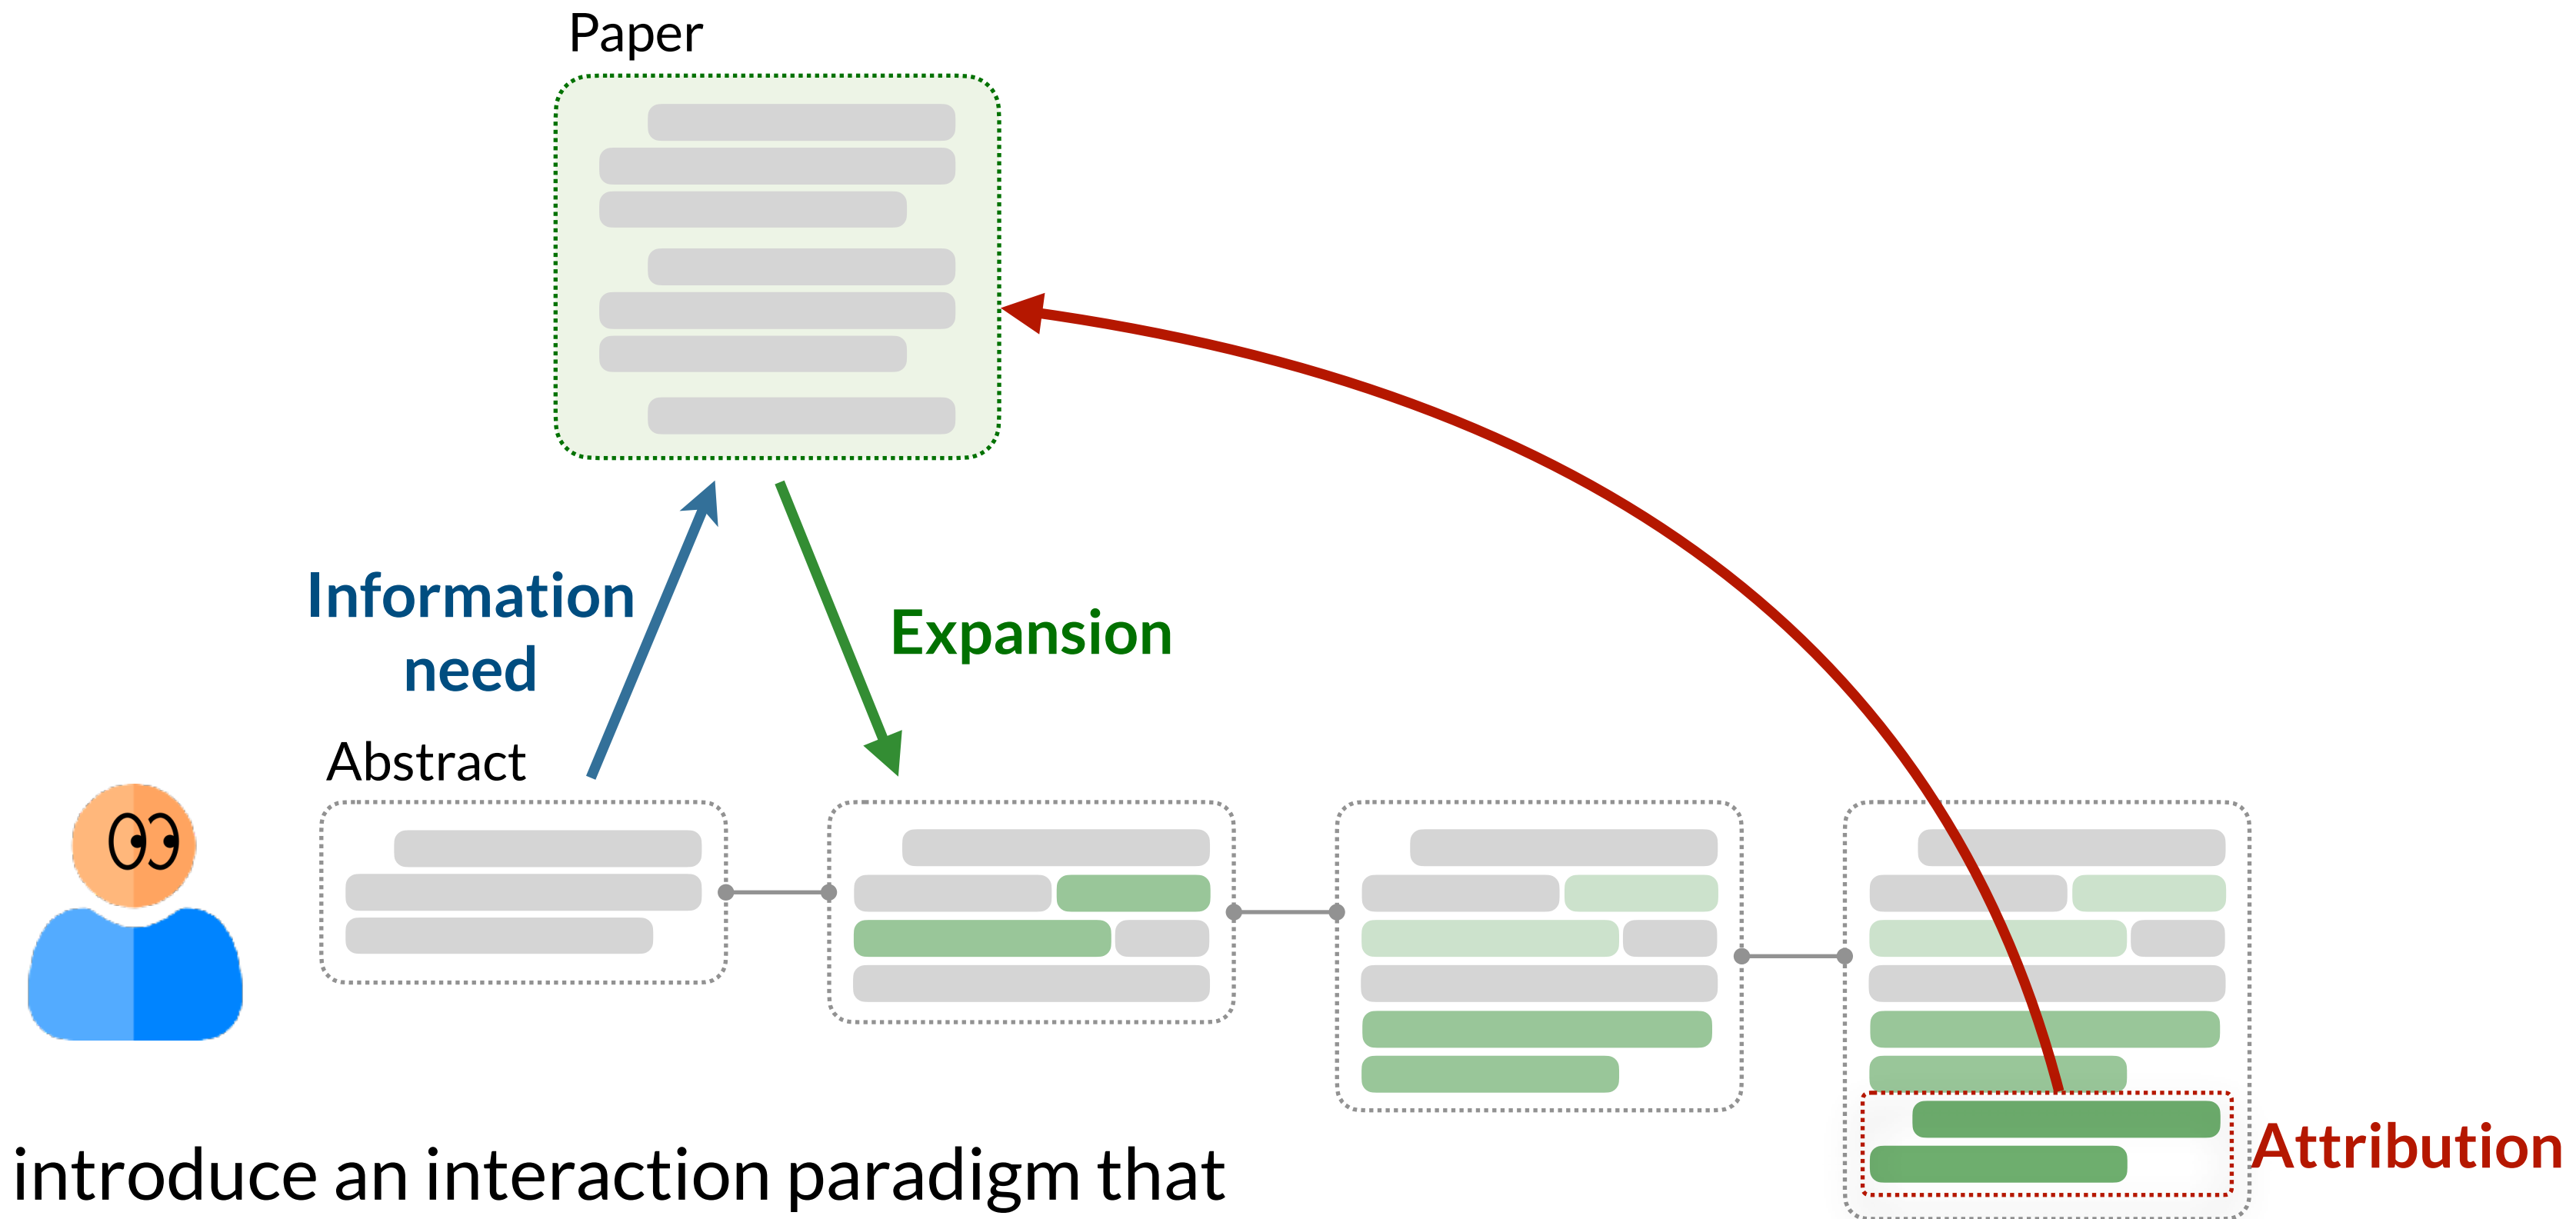 Paper
Information
need
Expansion
Abstract
Attribution
introduce an interaction paradigm that